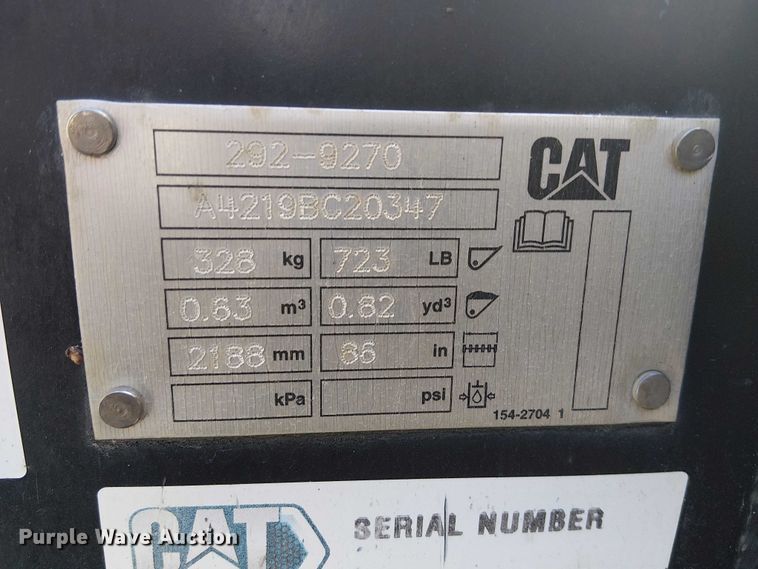 292-9270
CAT
A4219BC20347
328 kg 723 LB
0.63 m³ 0.82 yd³
2188 mm 86 in
kPa psi
154-2704 1
CAT SERIAL NUMBER
Purple Wave Auction